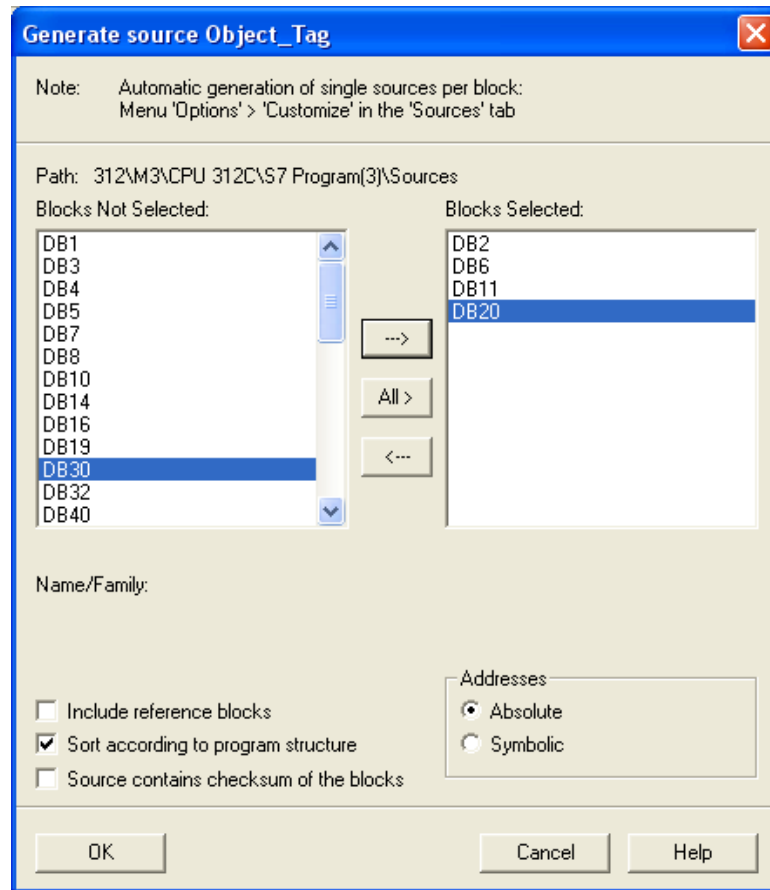 Generate source Object_Tag
Note: Automatic generation of single sources per block:
Menu 'Options' > 'Customize' in the 'Sources' tab
Path: 312\M3\CPU 312C\S7 Program(3)\Sources
Blocks Not Selected:
DB1
DB3
DB4
DB5
DB7
DB8
DB10
DB14
DB16
DB19
DB30
DB32
DB40
--->
All >
<---
Blocks Selected:
DB2
DB6
DB11
DB20
Name/Family:
Include reference blocks
Sort according to program structure
Source contains checksum of the blocks
Addresses
Absolute
Symbolic
OK
Cancel
Help